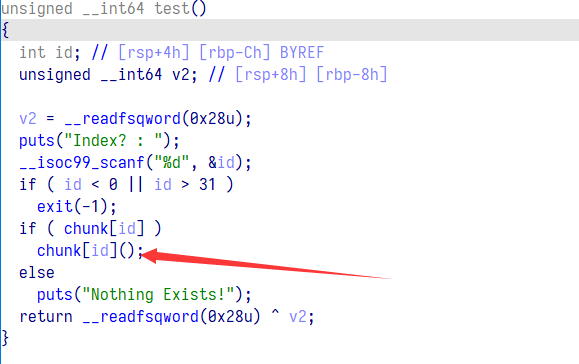 unsigned __int64 test()
{
  int id; // [rsp+4h] [rbp-Ch] BYREF
  unsigned __int64 v2; // [rsp+8h] [rbp-8h]

  v2 = __readfsqword(0x28u);
  puts("Index? : ");
  __isoc99_scanf("%d", &id);
  if ( id < 0 || id > 31 )
    exit(-1);
  if ( chunk[id] )
    chunk[id]();
  else
    puts("Nothing Exists!");
  return __readfsqword(0x28u) ^ v2;
}